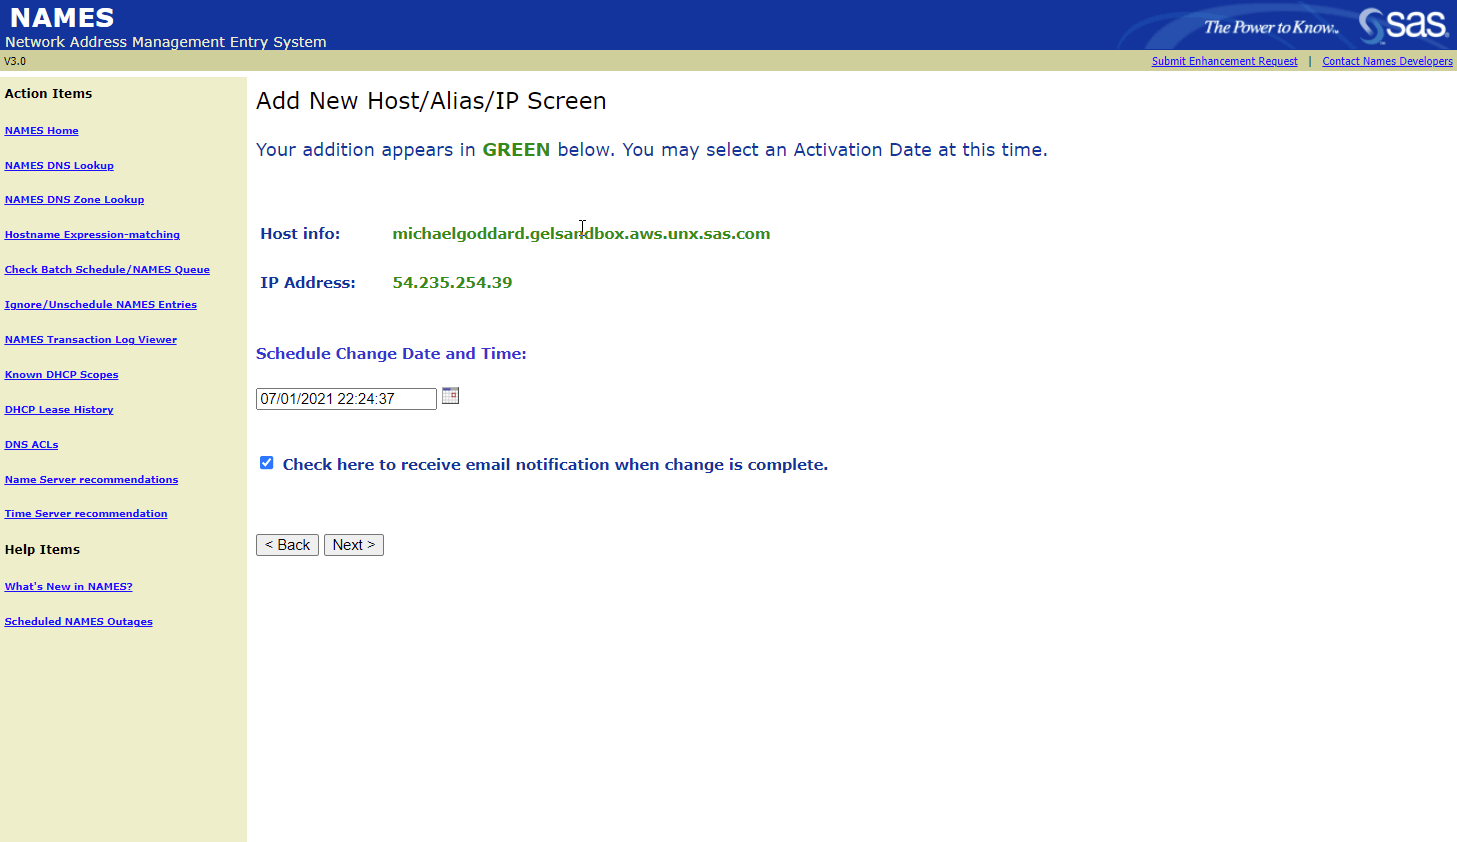 NAMES
Network Address Management Entry System
The Power to Know.
sas.
V3.0
Submit Enhancement Request | Contact Names Developers
Action Items
NAMES Home
NAMES DNS Lookup
NAMES DNS Zone Lookup
Hostname Expression-matching
Check Batch Schedule/NAMES Queue
Ignore/Unschedule NAMES Entries
NAMES Transaction Log Viewer
Known DHCP Scopes
DHCP Lease History
DNS ACLs
Name Server recommendations
Time Server recommendation
Help Items
What's New in NAMES?
Scheduled NAMES Outages
Add New Host/Alias/IP Screen
Your addition appears in GREEN below. You may select an Activation Date at this time.
Host info: michaelgoddard.gelsandbox.aws.unx.sas.com
IP Address: 54.235.254.39
Schedule Change Date and Time:
07/01/2021 22:24:37
Check here to receive email notification when change is complete.
< Back Next >